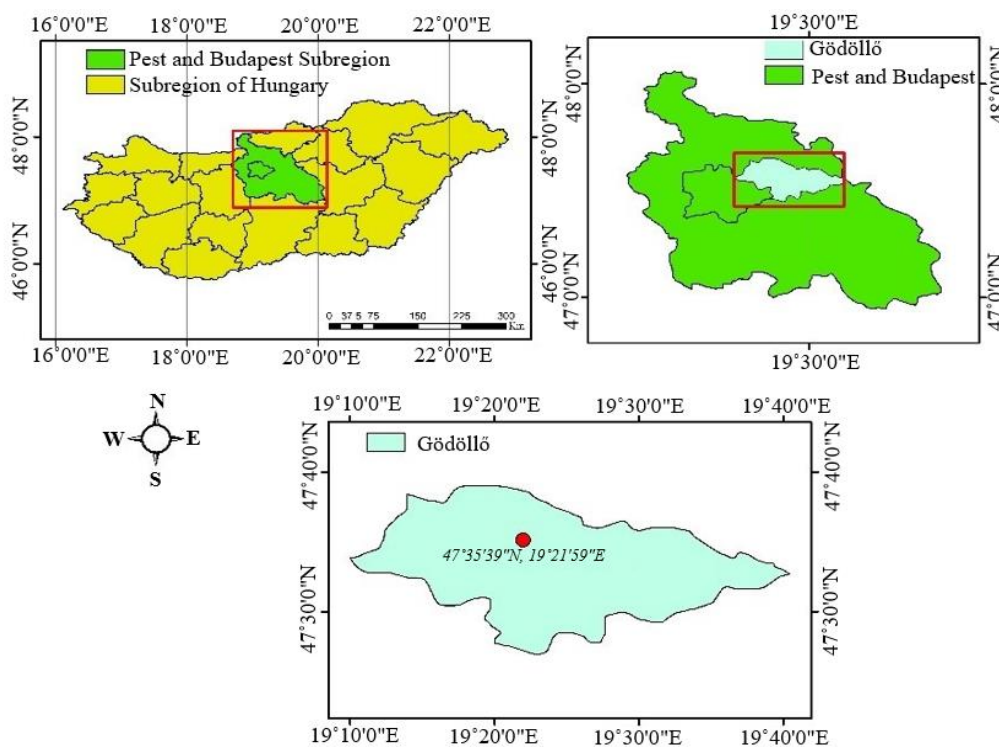 16°0'0"E 18°0'0"E 20°0'0"E 22°0'0"E
Pest and Budapest Subregion
Subregion of Hungary
48°0'0"N
46°0'0"N
48°0'0"N
46°0'0"N
0 37 5 75 150 225 300
Km
16°0'0"E 18°0'0"E 20°0'0"E 22°0'0"E
19°30'0"E
Gödöllő
Pest and Budapest
48°0'0"N
47°0'0"N
48°0'0"N
47°0'0"N
19°30'0"E
N
W E
S
19°10'0"E 19°20'0"E 19°30'0"E 19°40'0"E
Gödöllő
47°40'0"N
47°30'0"N
47°40'0"N
47°30'0"N
47°35'39"N, 19°21'59"E
19°10'0"E 19°20'0"E 19°30'0"E 19°40'0"E